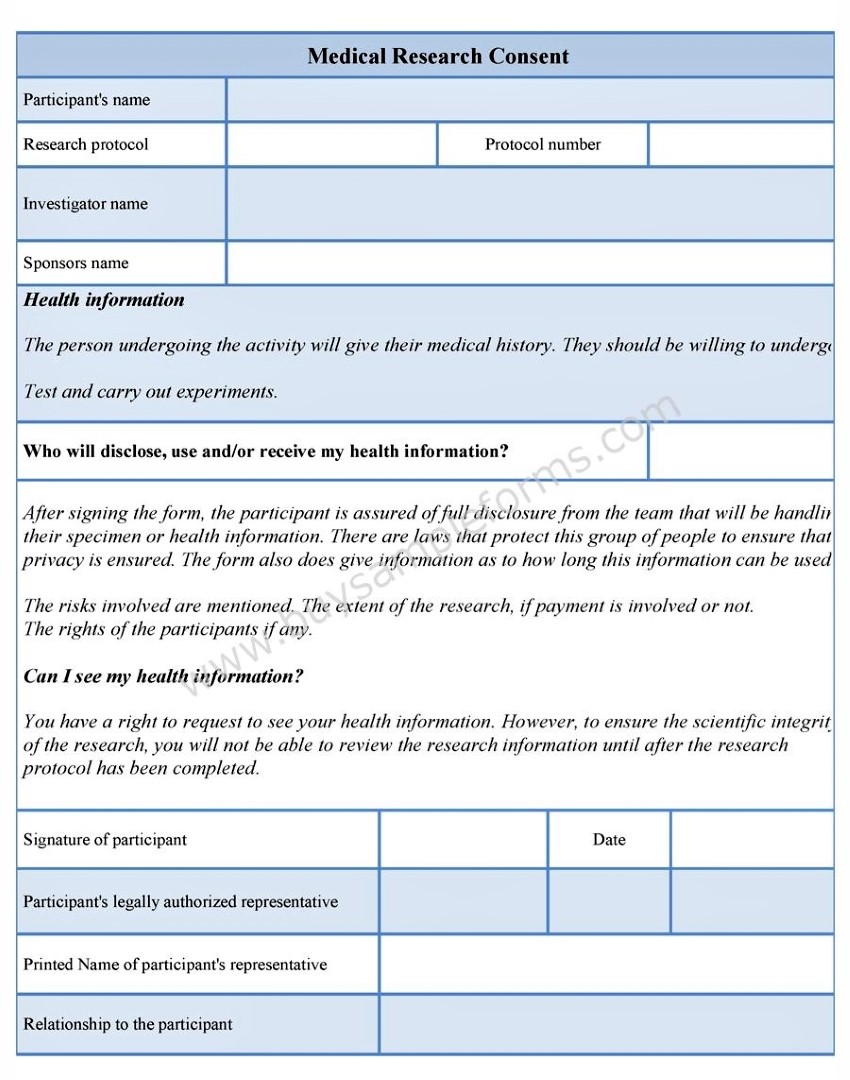 Medical Research Consent
Participant's name
Research protocol Protocol number
Investigator name
Sponsors name
Health information
The person undergoing the activity will give their medical history. They should be willing to underg
Test and carry out experiments.
Who will disclose, use and/or receive my health information?
After signing the form, the participant is assured of full disclosure from the team that will be handlin
their specimen or health information. There are laws that protect this group of people to ensure that
privacy is ensured. The form also does give information as to how long this information can be used
The risks involved are mentioned. The extent of the research, if payment is involved or not.
The rights of the participants if any.
Can I see my health information?
You have a right to request to see your health information. However, to ensure the scientific integrit
of the research, you will not be able to review the research information until after the research
protocol has been completed.
Signature of participant Date
Participant's legally authorized representative
Printed Name of participant's representative
Relationship to the participant
www.buysampleforms.com